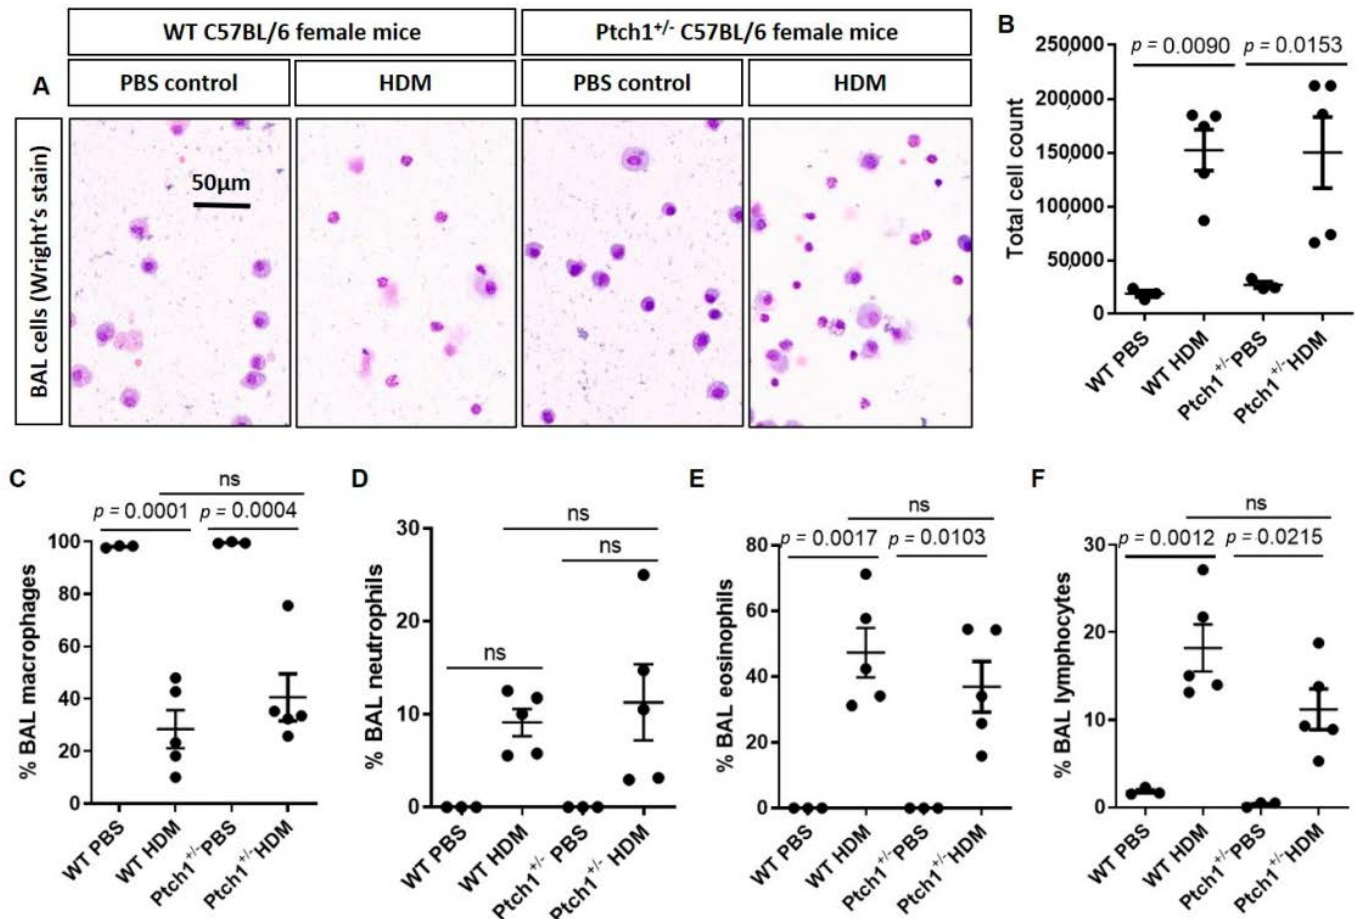 WT C57BL/6 female mice
Ptch1+/- C57BL/6 female mice
A
PBS control
HDM
PBS control
HDM
BAL cells (Wright’s stain)
50µm
B
Total cell count
250,000
200,000
150,000
100,000
50,000
0
p = 0.0090
p = 0.0153
WT PBS
WT HDM
Ptch1+/-PBS
Ptch1+/-HDM
C
% BAL macrophages
100
80
60
40
20
0
ns
p = 0.0001
p = 0.0004
WT PBS
WT HDM
Ptch1+/-PBS
Ptch1+/-HDM
D
% BAL neutrophils
30
20
10
0
ns
ns
ns
WT PBS
WT HDM
Ptch1+/- PBS
Ptch1+/- HDM
E
% BAL eosinophils
80
60
40
20
0
ns
p = 0.0017
p = 0.0103
WT PBS
WT HDM
Ptch1+/-PBS
Ptch1+/-HDM
F
% BAL lymphocytes
30
20
10
0
ns
p = 0.0012
p = 0.0215
WT PBS
WT HDM
Ptch1+/-PBS
Ptch1+/-HDM